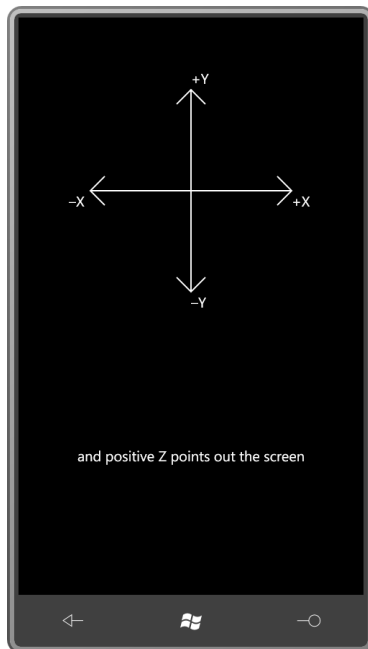 +Y
–X
+X
–Y
and positive Z points out the screen